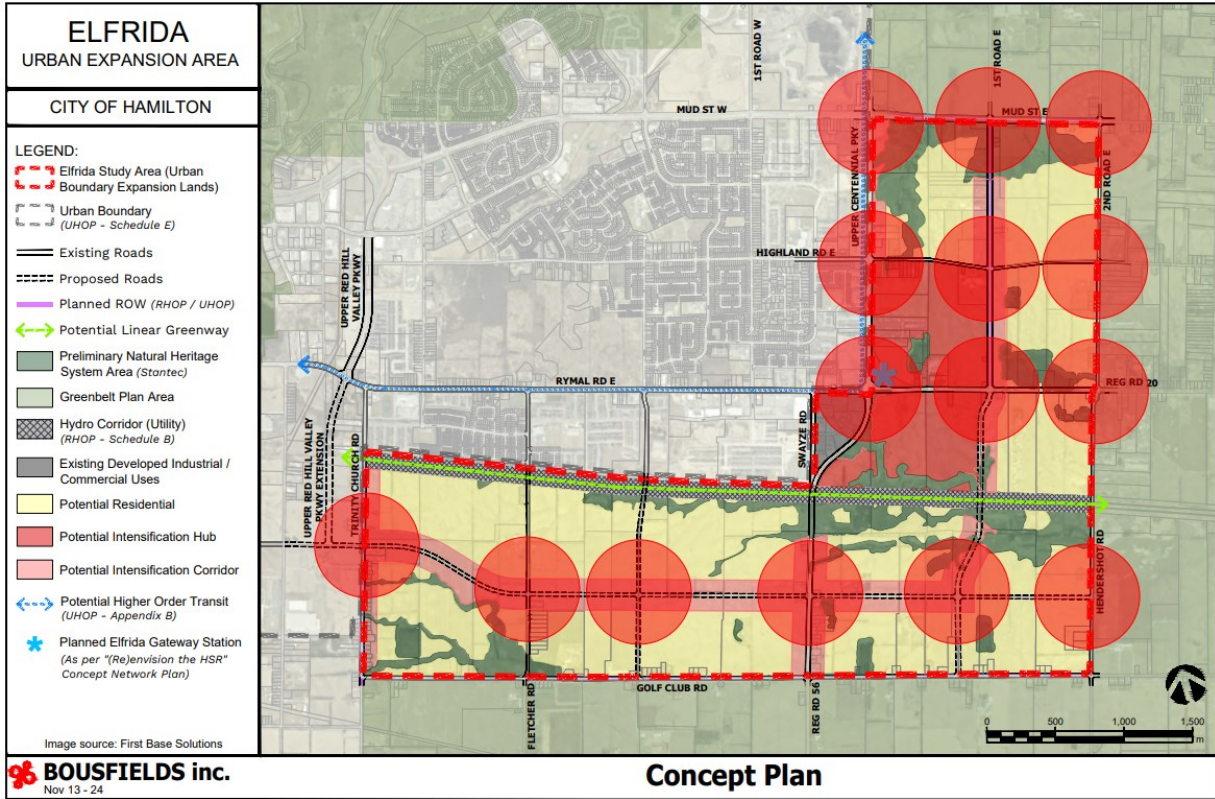 ELFRIDA
URBAN EXPANSION AREA
CITY OF HAMILTON
LEGEND:
Elfrida Study Area (Urban
Boundary Expansion Lands)
Urban Boundary
(UHOP - Schedule E)
Existing Roads
Proposed Roads
Planned ROW (RHOP / UHOP)
Potential Linear Greenway
Preliminary Natural Heritage
System Area (Stantec)
Greenbelt Plan Area
Hydro Corridor (Utility)
(RHOP - Schedule B)
Existing Developed Industrial /
Commercial Uses
Potential Residential
Potential Intensification Hub
Potential Intensification Corridor
Potential Higher Order Transit
(UHOP - Appendix B)
Planned Elfrida Gateway Station
(As per "(Re)envision the HSR"
Concept Network Plan)
Image source: First Base Solutions
1ST ROAD W
1ST ROAD E
MUD ST W
MUD ST E
UPPER CENTENNIAL PKY
2ND ROAD E
HIGHLAND RD E
UPPER RED HILL
VALLEY PKWY
RYMAL RD E
REG RD 20
SWAYZE RD
UPPER RED HILL VALLEY
PKWY EXTENSION
TRINITY CHURCH RD
HENDERSHOT RD
FLETCHER RD
GOLF CLUB RD
REG RD 56
0 500 1,000 1,500
m
BOUSFIELDS inc.
Nov 13 - 24
Concept Plan